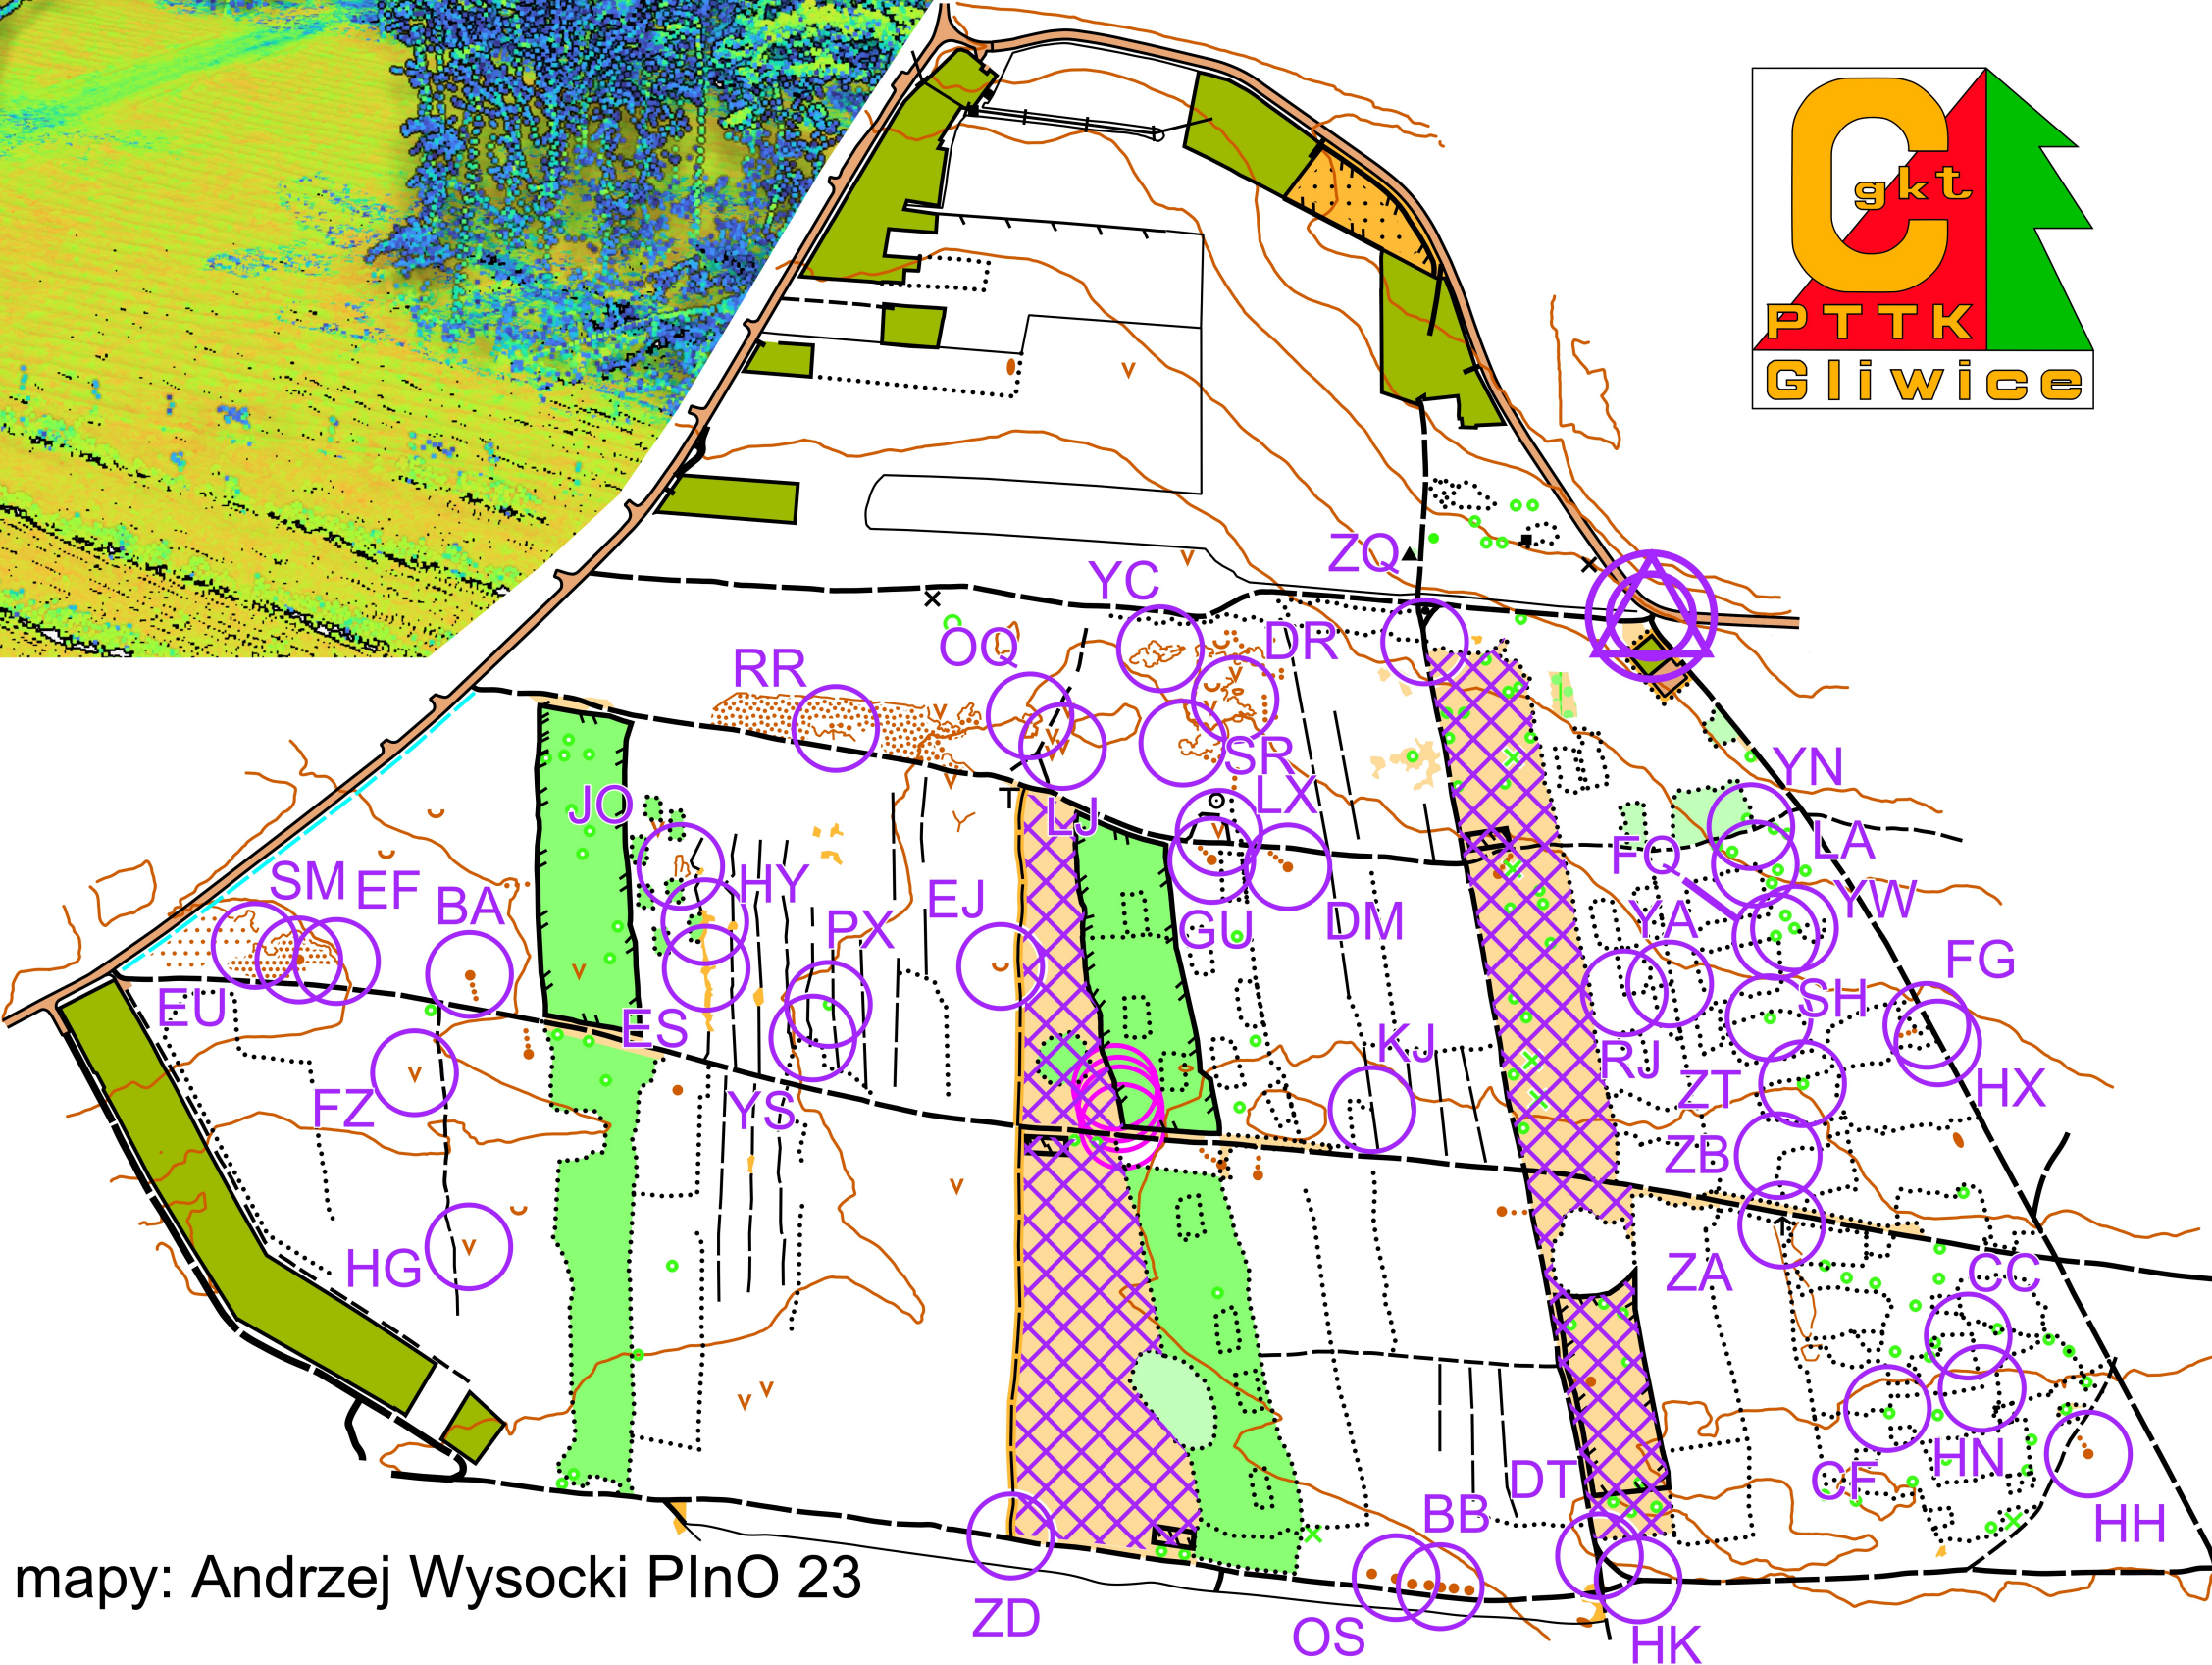 C
gkt
PTTK
Gliwice
ZQ
YC
DR
OQ
RR
SR
YN
LX
JO
LJ
LA
FQ
SM
EF
HY
BA
EJ
YW
PX
YA
GU
DM
FG
EU
SH
ES
KJ
RJ
ZT
HX
FZ
YS
ZB
HG
ZA
CC
HN
CF
DT
BB
HH
mapy: Andrzej Wysocki PInO 23
ZD
OS
HK